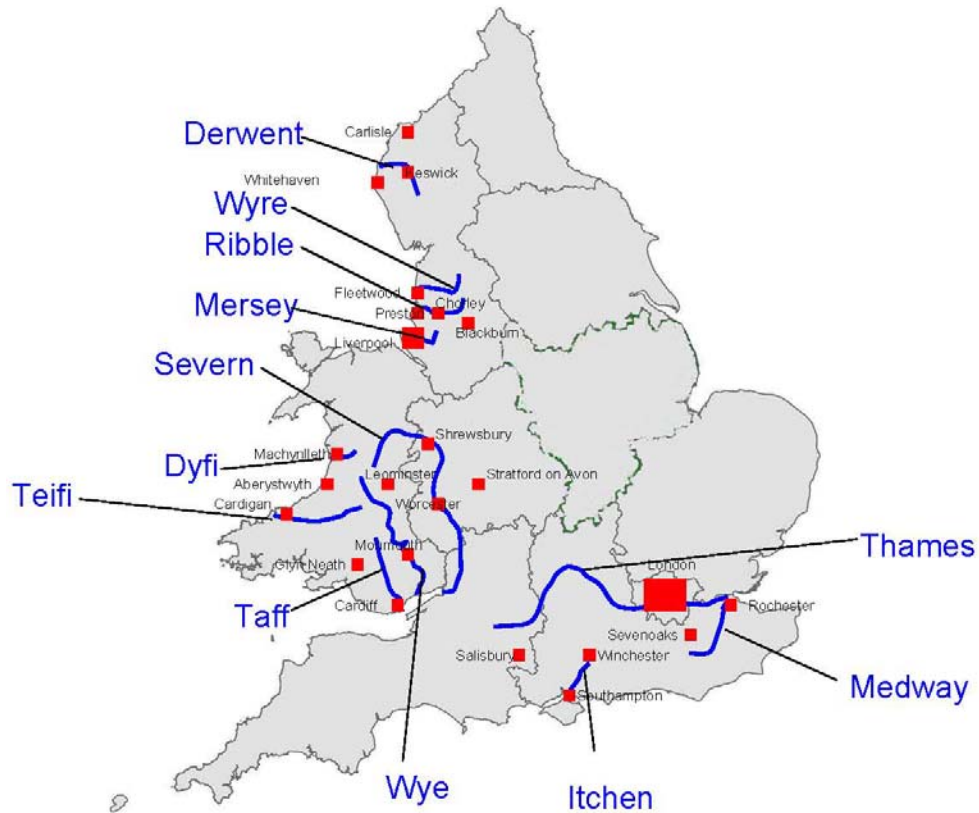 Derwent
Carlisle
Keswick
Whitehaven
Wyre
Ribble
Fleetwood
Mersey
Preston
Chorley
Blackburn
Liverpool
Severn
Shrewsbury
Machynlleth
Dyfi
Leominster
Stratford on Avon
Aberystwyth
Teifi
Cardigan
Worcester
Monmouth
Glyn Neath
Thames
London
Taff
Cardiff
Rochester
Sevenoaks
Salisbury
Winchester
Medway
Southampton
Wye
Itchen